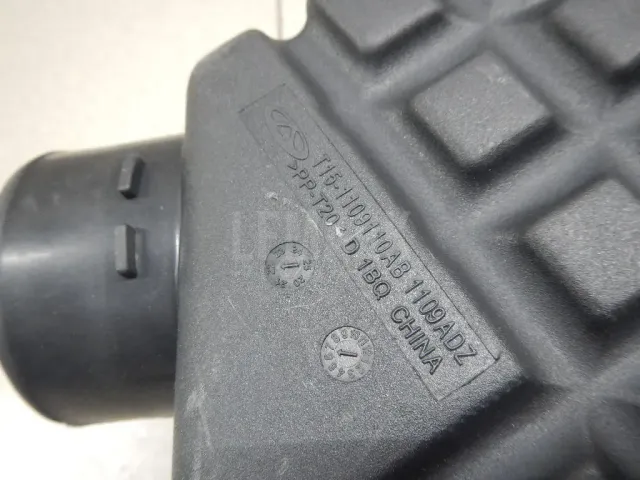 T15-1109110AB 1109ADZ
>PP-T20< D 1BQ CHINA